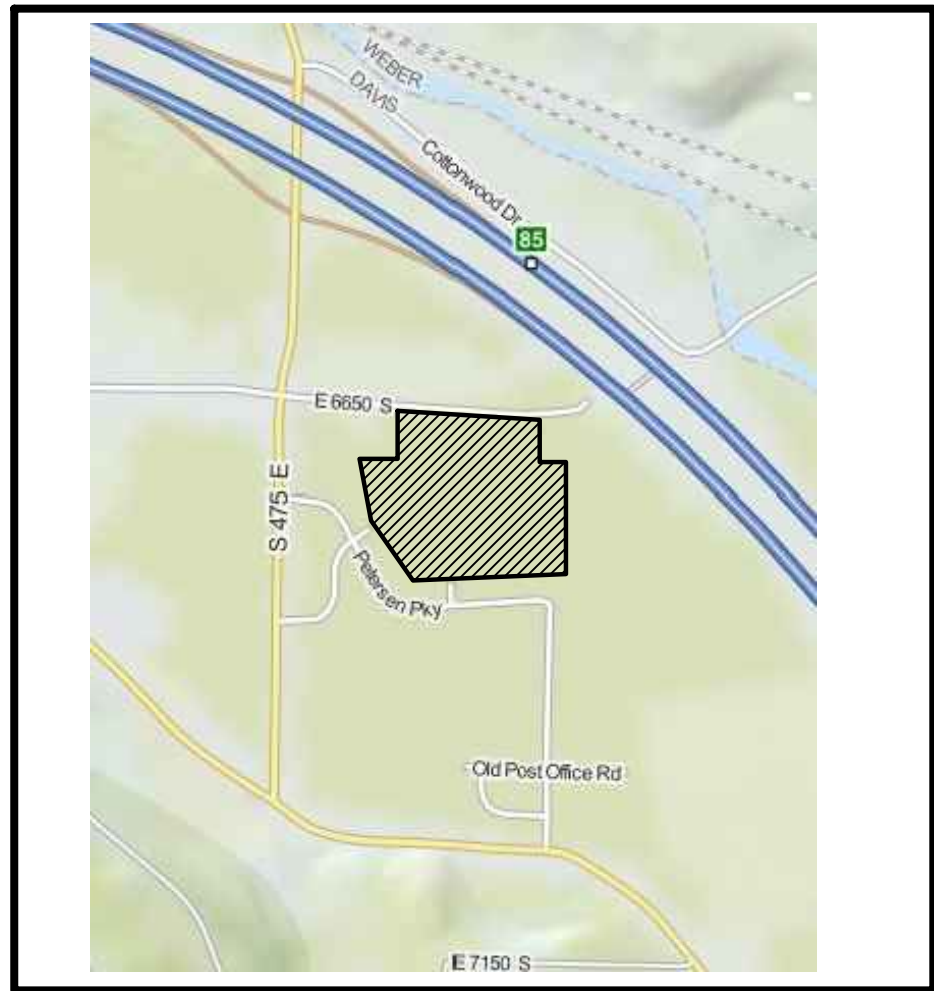 WEBER
DAVIS
Cottonwood Dr
85
E 6650 S
S 475 E
Petersen Pky
Old Post Office Rd
E 7150 S